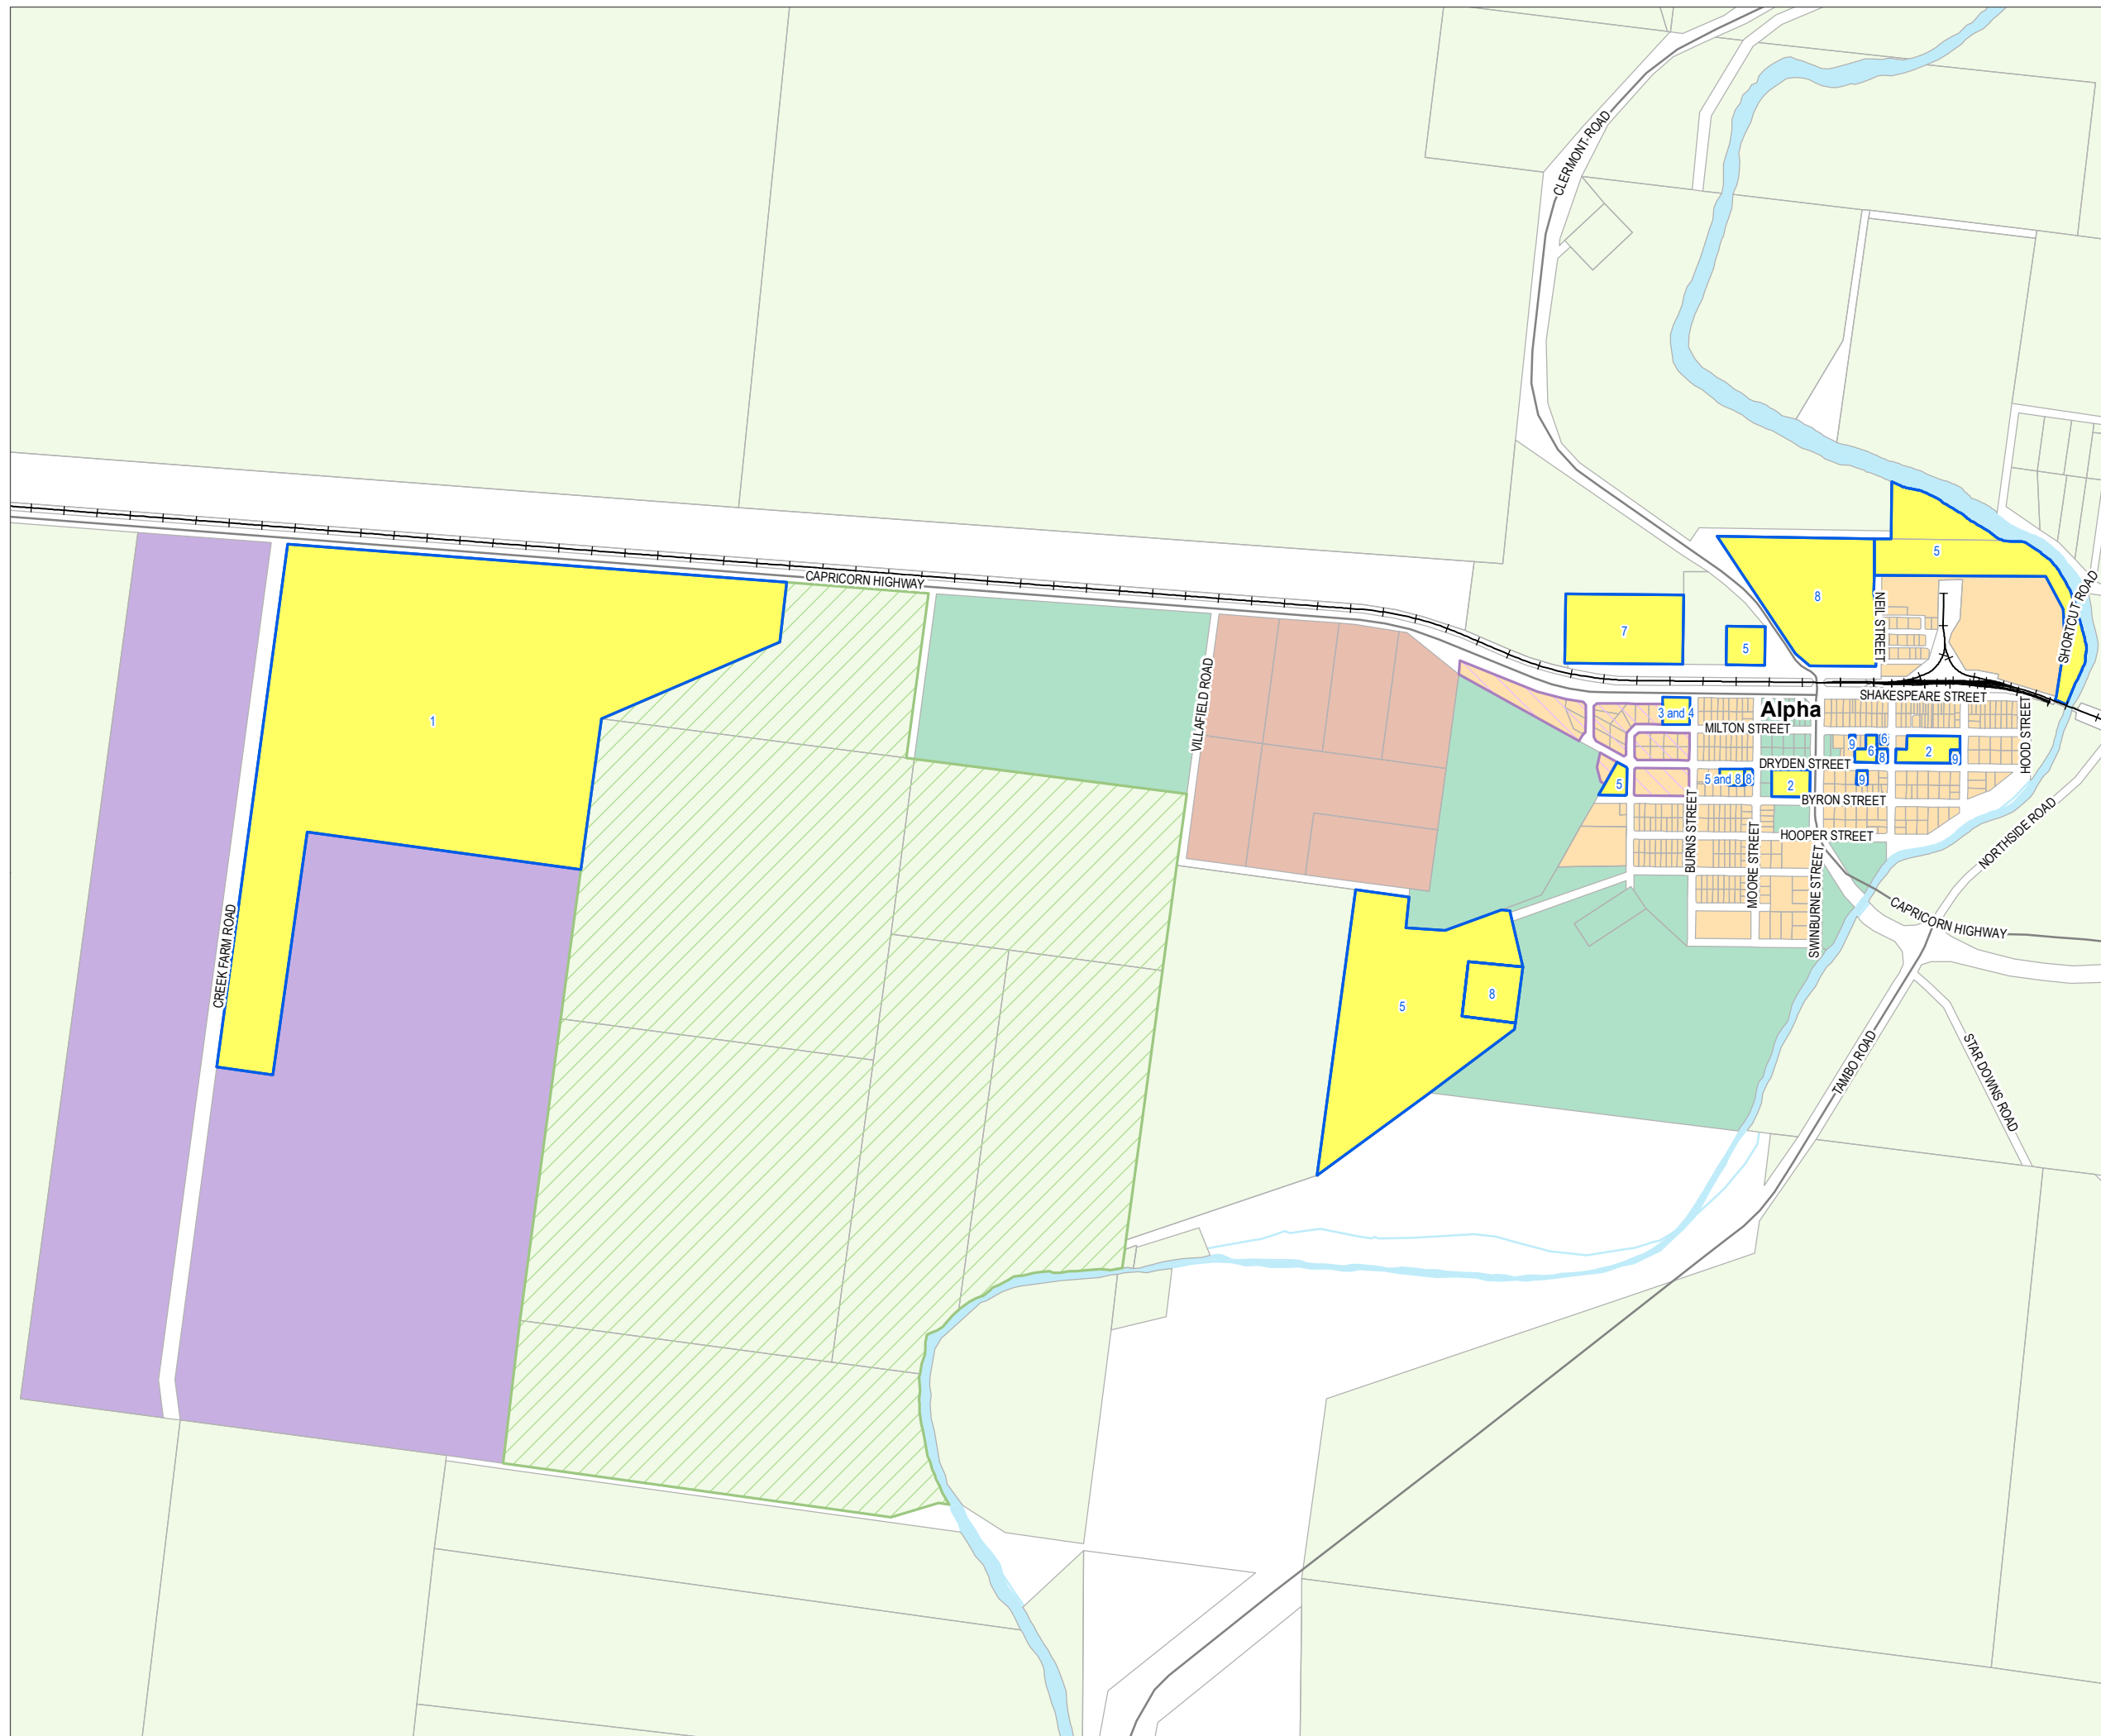 CLERMONT ROAD
CAPRICORN HIGHWAY
5
SHORTCUT ROAD
8
NEIL STREET
7
5
1
VILLAFIELD ROAD
SHAKESPEARE STREET
3 and 4
Alpha
MILTON STREET
HOOD STREET
9
6
6
8
2
9
DRYDEN STREET
5
5 and 8
8
2
9
BYRON STREET
BURNS STREET
MOORE STREET
HOOPER STREET
NORTHSIDE ROAD
SWINBURNE STREET
CAPRICORN HIGHWAY
CREEK FARM ROAD
5
8
TAMBO ROAD
STAR DOWNS ROAD